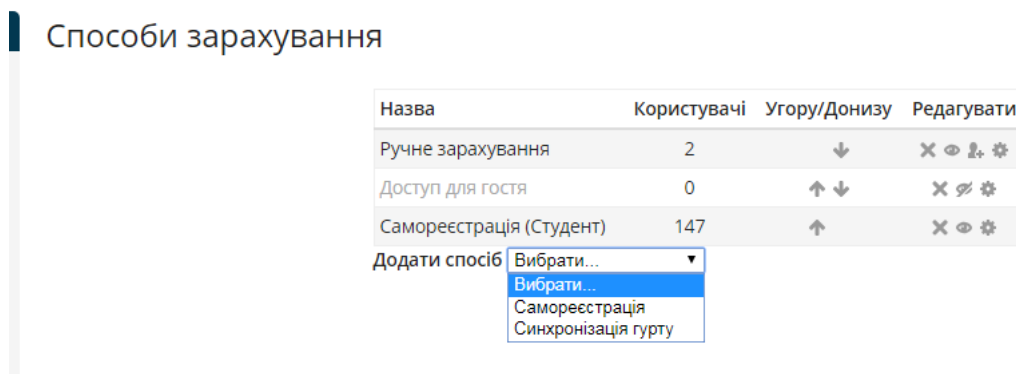 Способи зарахування
Назва Користувачі Угору/Донизу Редагувати
Ручне зарахування 2
Доступ для гостя 0
Самореєстрація (Студент) 147
Додати спосіб Вибрати...
Вибрати...
Самореєстрація
Синхронізація гурту